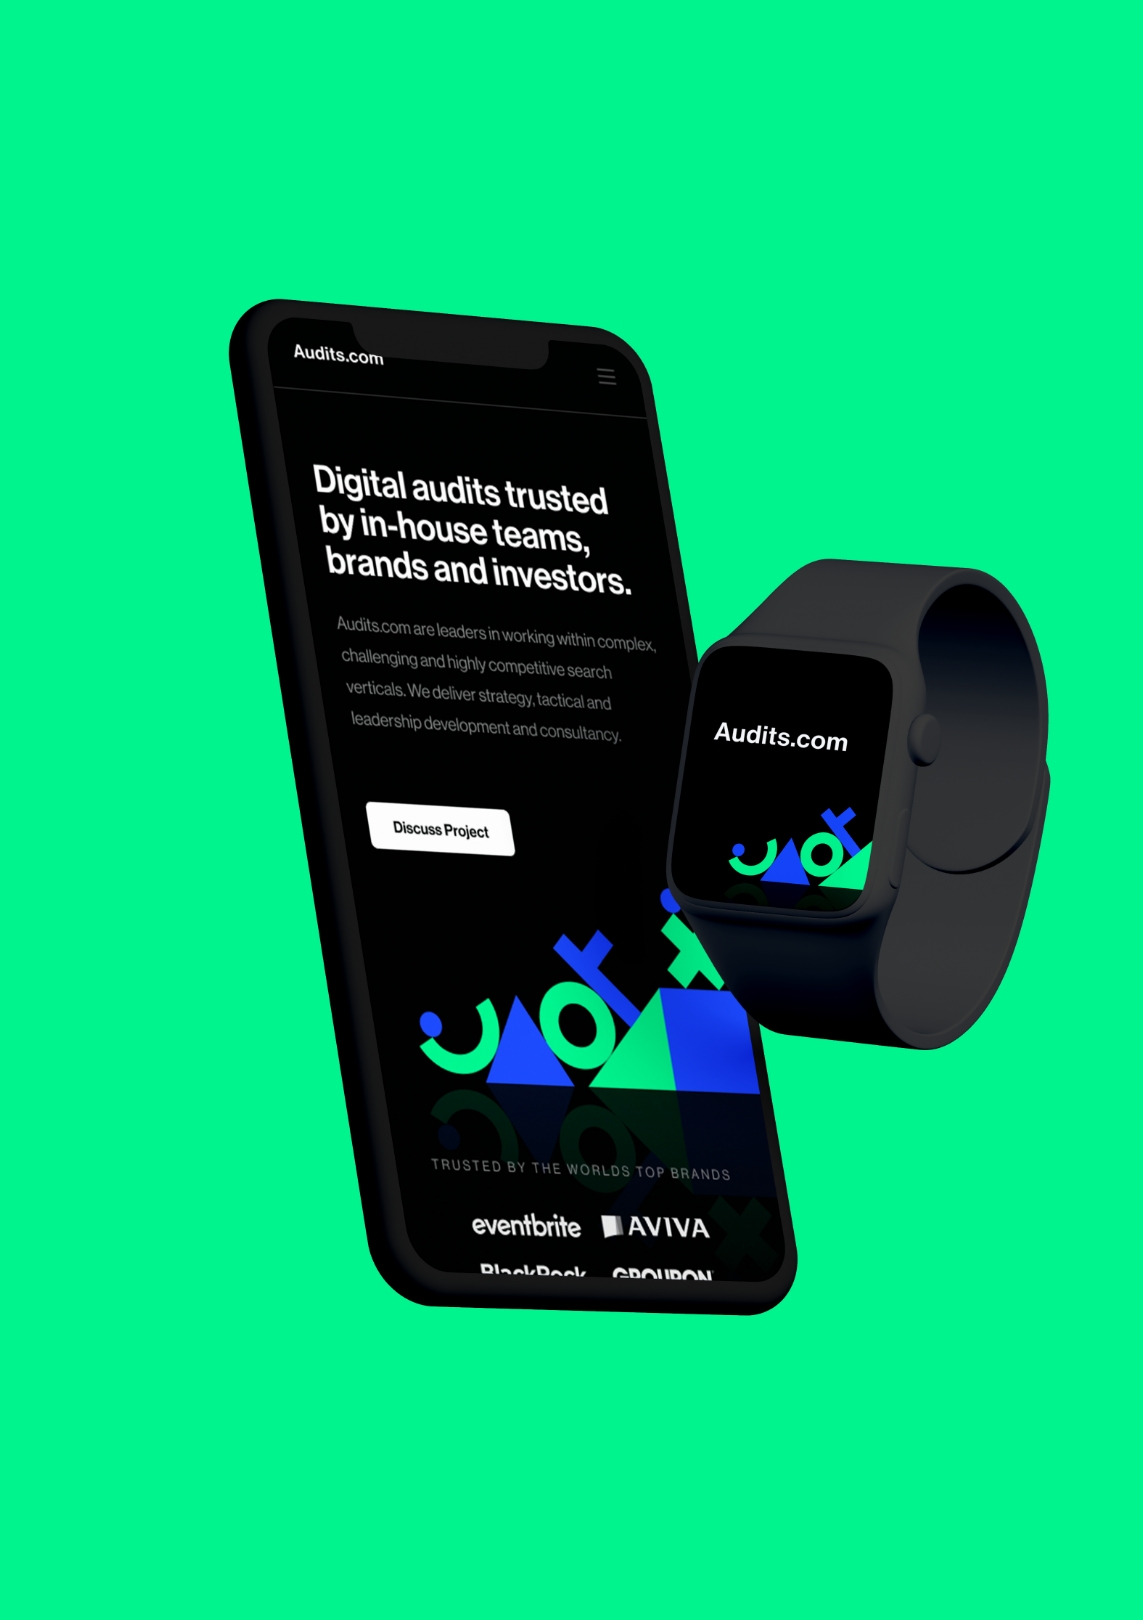 Audits.com
Digital audits trusted
by in-house teams,
brands and investors.
Audits.com are leaders in working within complex,
challenging and highly competitive search
verticals. We deliver strategy, tactical and
leadership development and consultancy.
Discuss Project
TRUSTED BY THE WORLDS TOP BRANDS
eventbrite AVIVA
BlackRock GROUPON
Audits.com